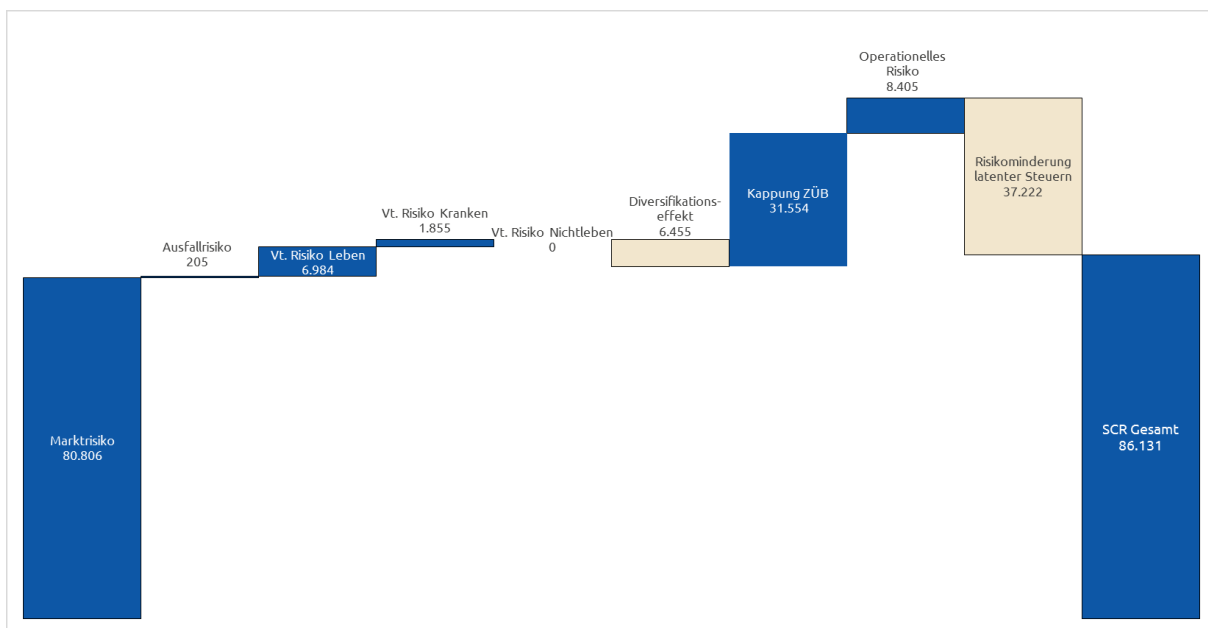 Marktrisiko
80.806
Ausfallrisiko
205
Vt. Risiko Leben
6.984
Vt. Risiko Kranken
1.855
Vt. Risiko Nichtleben
0
Diversifikations-
effekt
6.455
Kappung ZÜB
31.554
Operationelles
Risiko
8.405
Risikominderung
latenter Steuern
37.222
SCR Gesamt
86.131